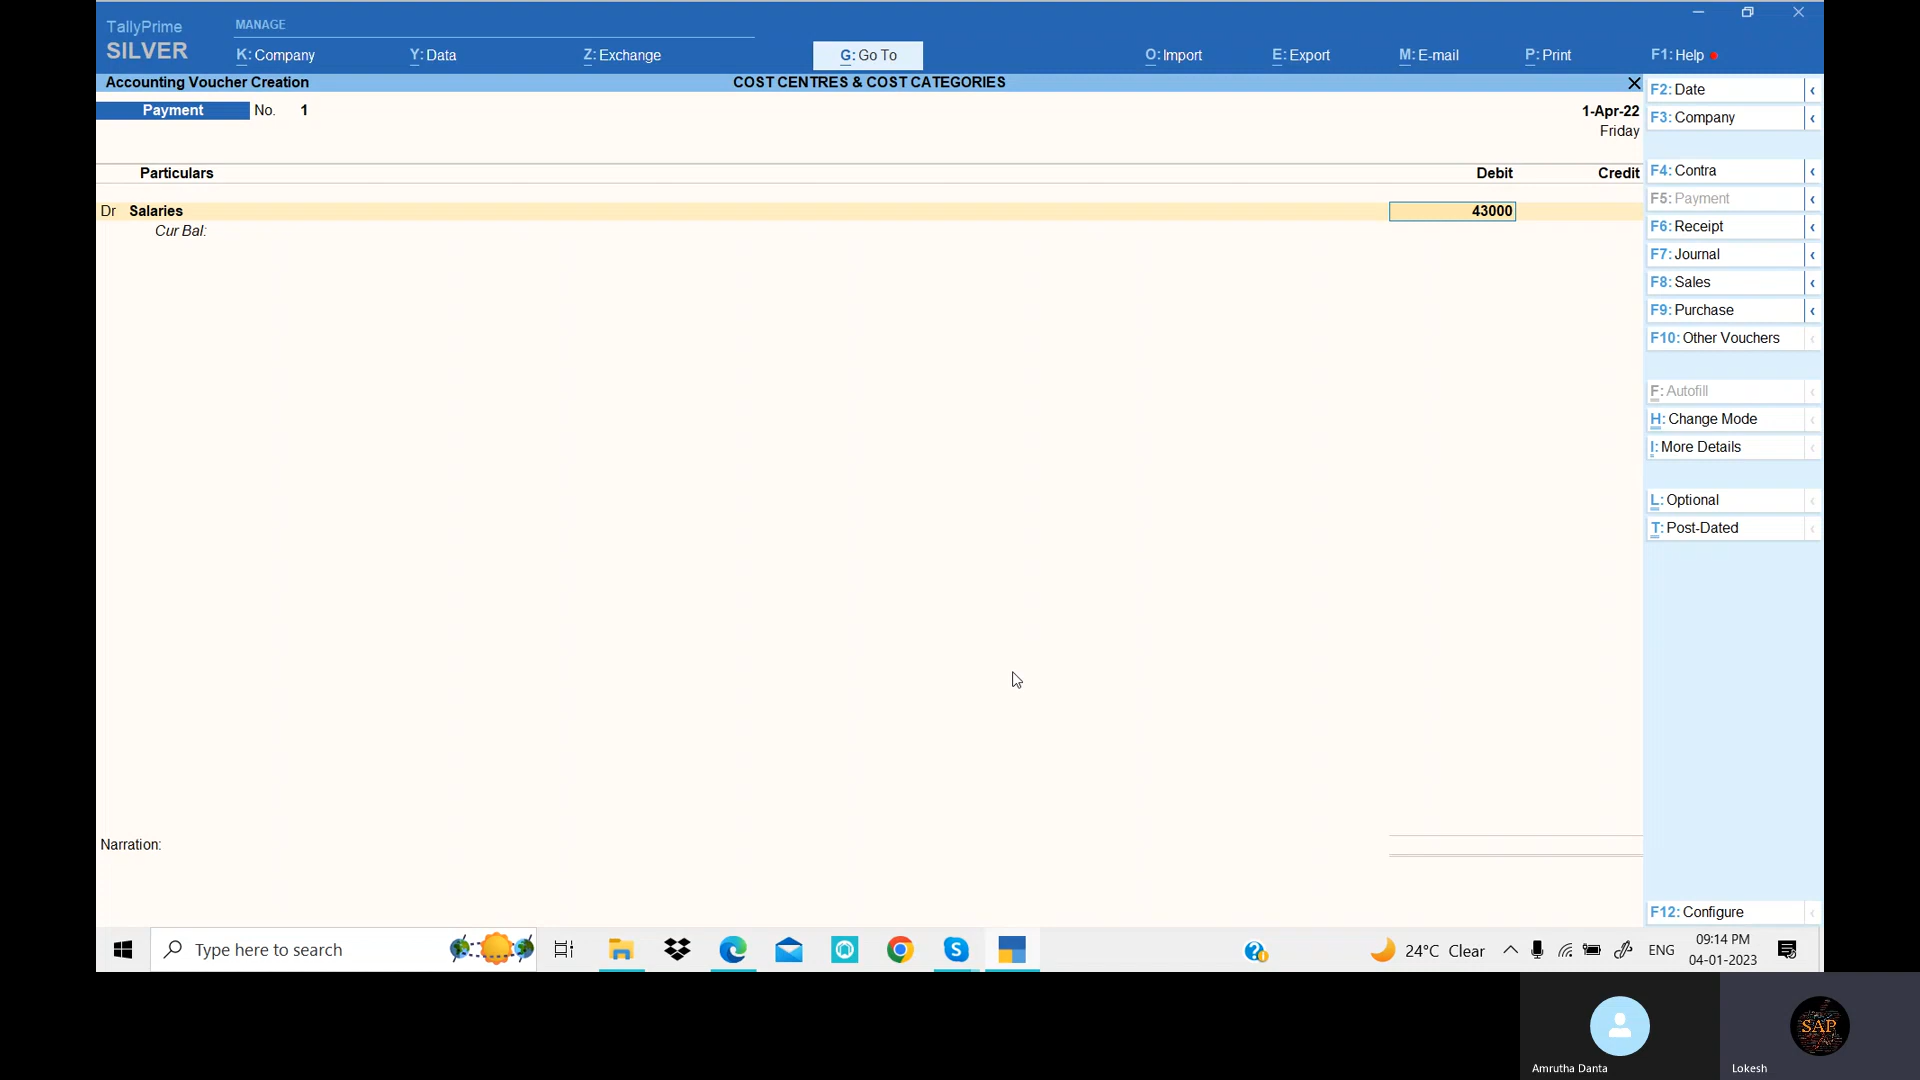 TallyPrime
SILVER
MANAGE
K: Company
Y: Data
Z: Exchange
G: Go To
O: Import
E: Export
M: E-mail
P: Print
F1: Help
Accounting Voucher Creation
COST CENTRES & COST CATEGORIES
Payment No. 1
1-Apr-22
Friday
Particulars Debit Credit
Dr Salaries 43000
Cur Bal:
Narration:
F2: Date
F3: Company
F4: Contra
F5: Payment
F6: Receipt
F7: Journal
F8: Sales
F9: Purchase
F10: Other Vouchers
F: Autofill
H: Change Mode
I: More Details
L: Optional
T: Post-Dated
F12: Configure
Type here to search
24°C Clear
ENG
09:14 PM
04-01-2023
SAP
Amrutha Danta
Lokesh